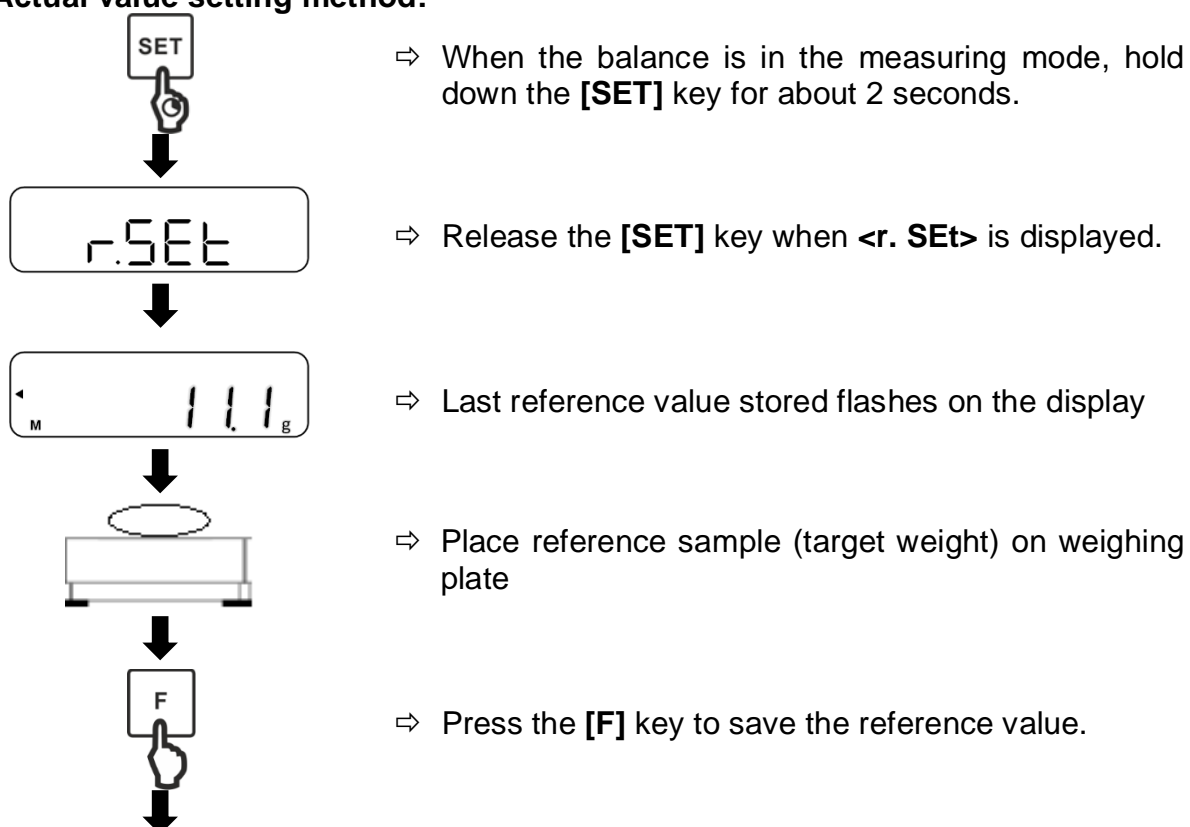 Actual value setting method:
SET
⇨ When the balance is in the measuring mode, hold
down the [SET] key for about 2 seconds.
r.SEt
⇨ Release the [SET] key when <r. SEt> is displayed.
M 11.1 g
⇨ Last reference value stored flashes on the display
⇨ Place reference sample (target weight) on weighing
plate
F
⇨ Press the [F] key to save the reference value.